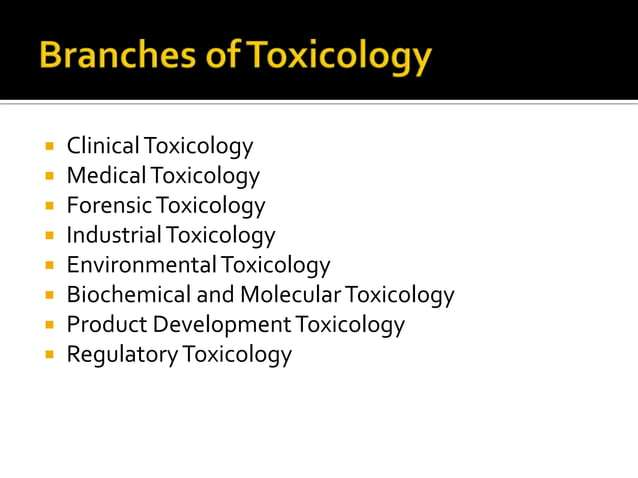 Branches of Toxicology
Clinical Toxicology
Medical Toxicology
Forensic Toxicology
Industrial Toxicology
Environmental Toxicology
Biochemical and Molecular Toxicology
Product Development Toxicology
Regulatory Toxicology